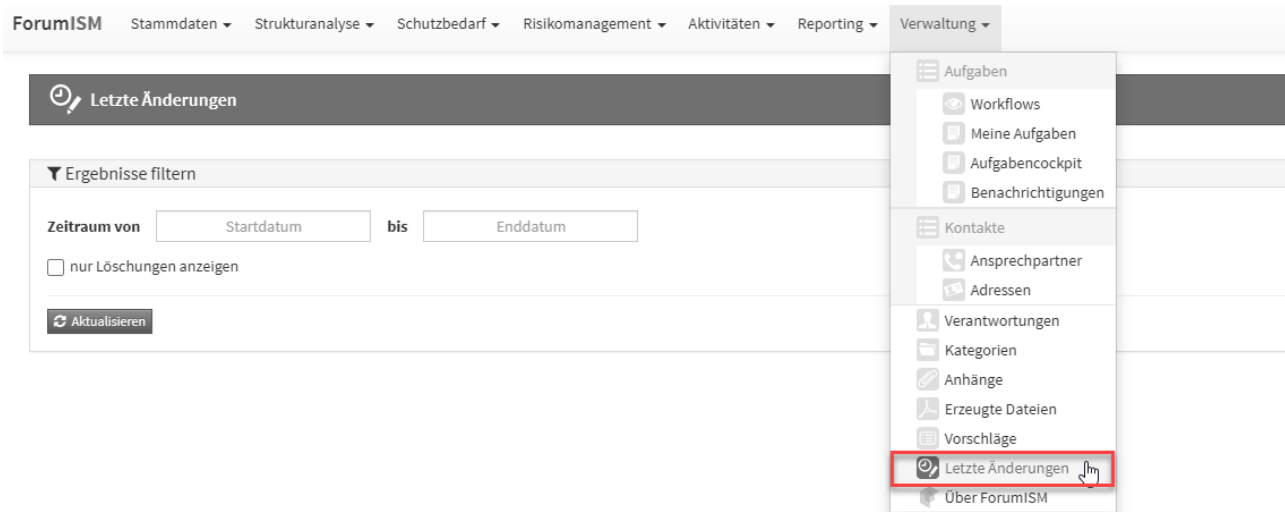 ForumISM Stammdaten Strukturanalyse Schutzbedarf Risikomanagement Aktivitäten Reporting Verwaltung
Letzte Änderungen
Ergebnisse filtern
Zeitraum von Startdatum bis Enddatum
nur Löschungen anzeigen
Aktualisieren
Aufgaben
Workflows
Meine Aufgaben
Aufgabencockpit
Benachrichtigungen
Kontakte
Ansprechpartner
Adressen
Verantwortungen
Kategorien
Anhänge
Erzeugte Dateien
Vorschläge
Letzte Änderungen
Über ForumISM